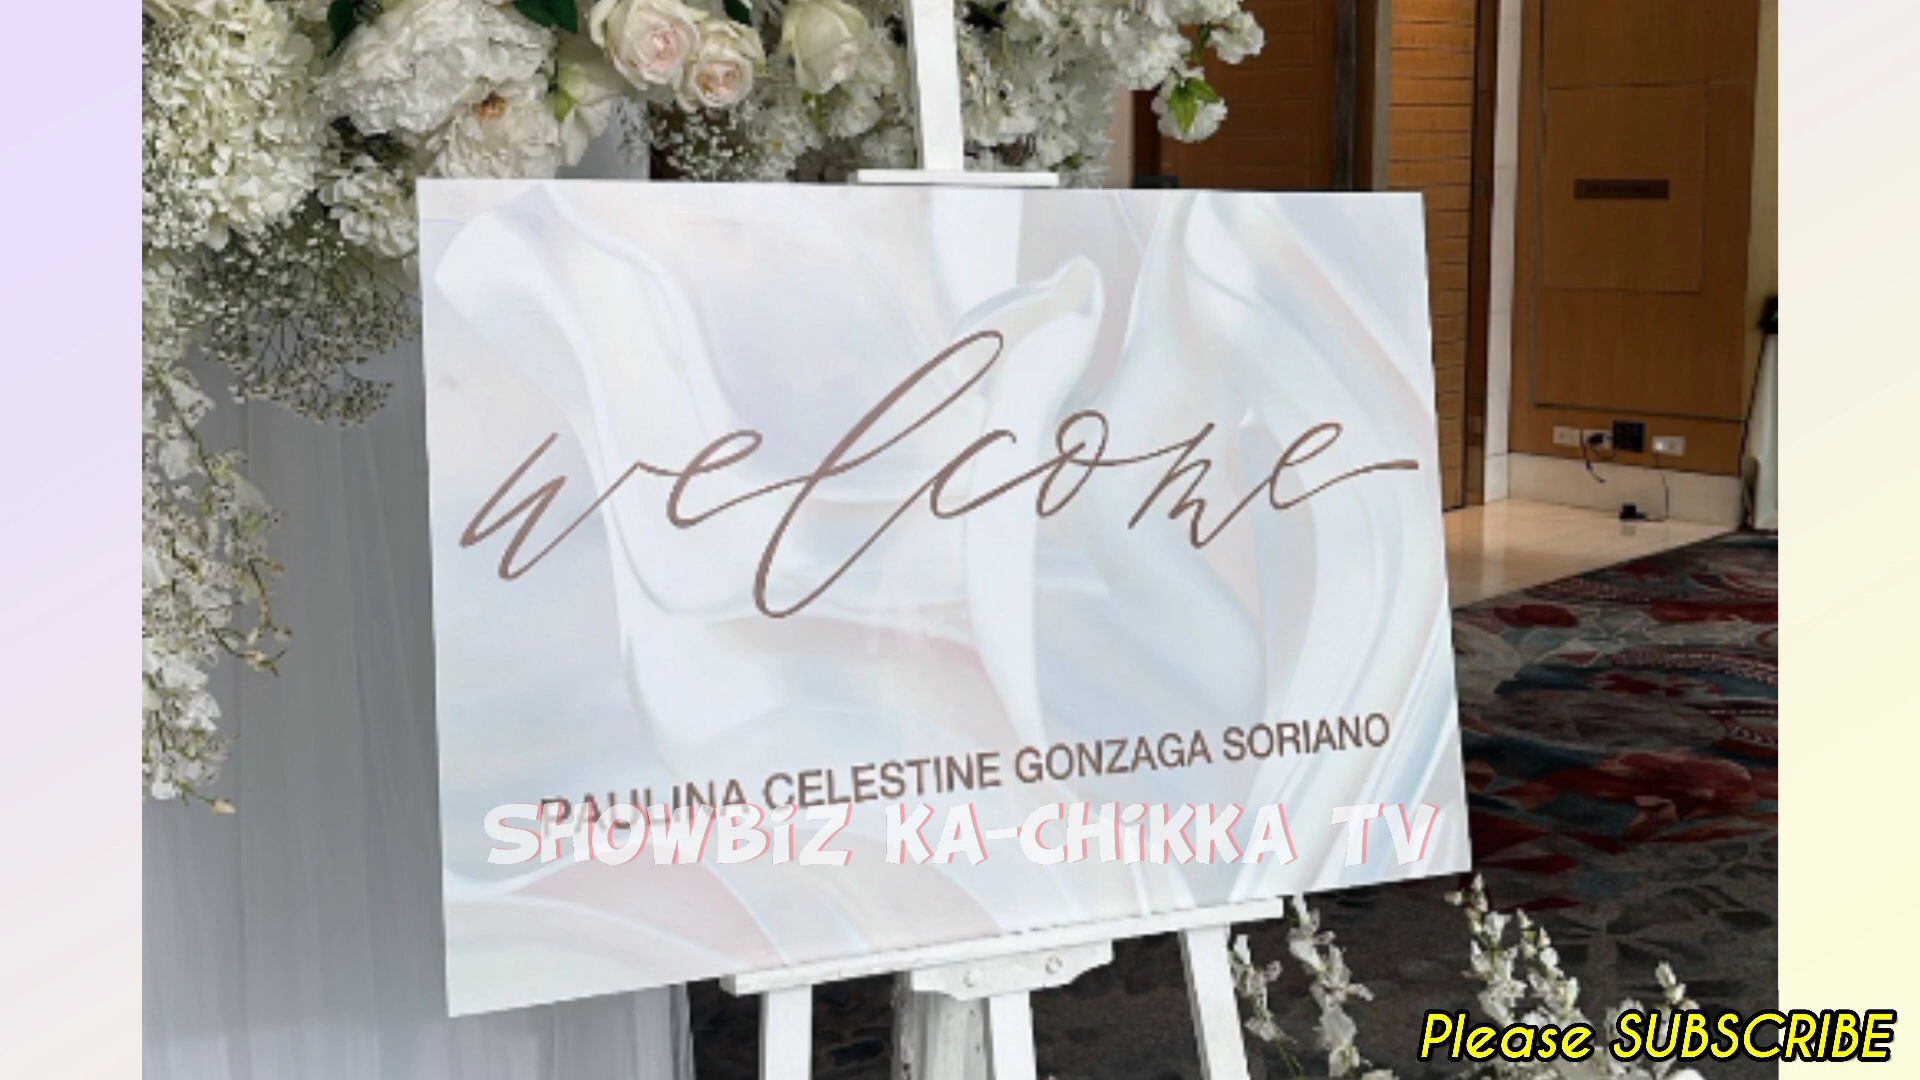 welcome
PAULINA CELESTINE GONZAGA SORIANO
SHOWBIZ KA-CHIKKA TV
Please SUBSCRIBE